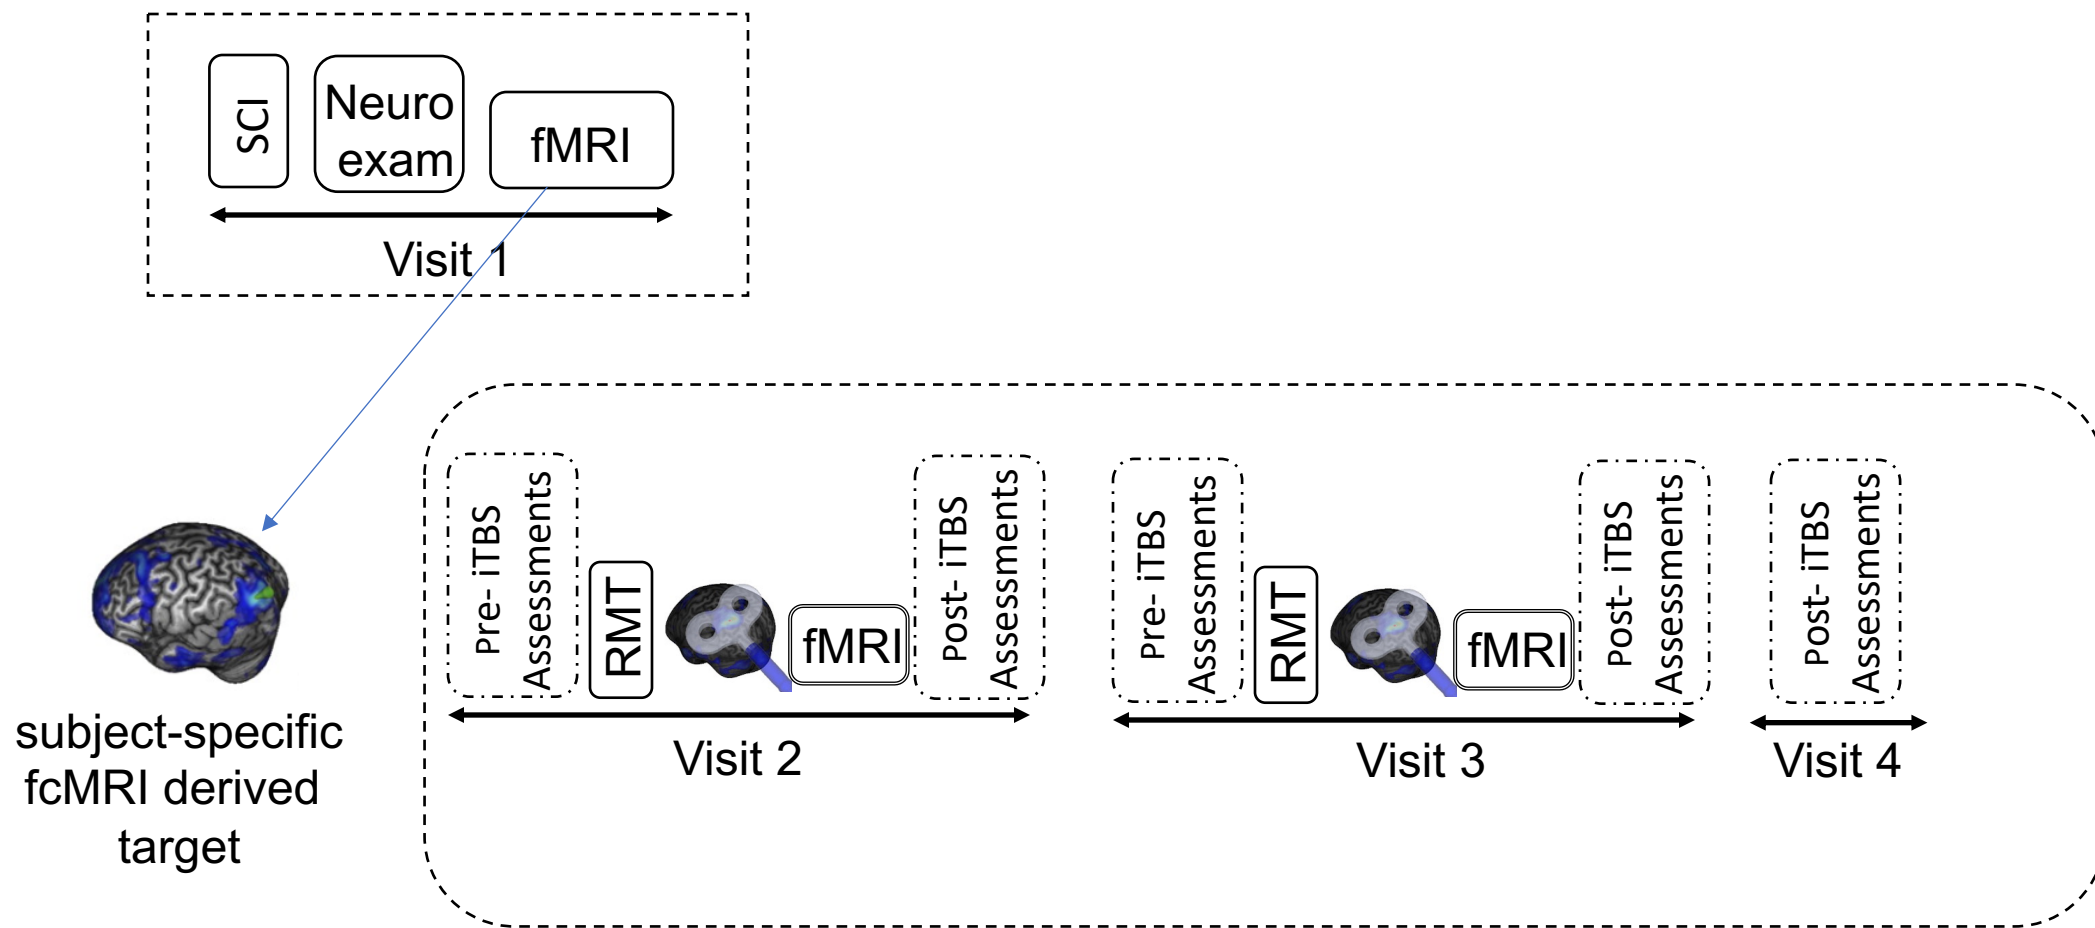 SCI
Neuro
exam
fMRI
Visit 1
subject-specific
fcMRI derived
target
Pre- iTBS
Assessments
RMT
fMRI
Post- iTBS
Assessments
Visit 2
Pre- iTBS
Assessments
RMT
fMRI
Post- iTBS
Assessments
Visit 3
Post- iTBS
Assessments
Visit 4